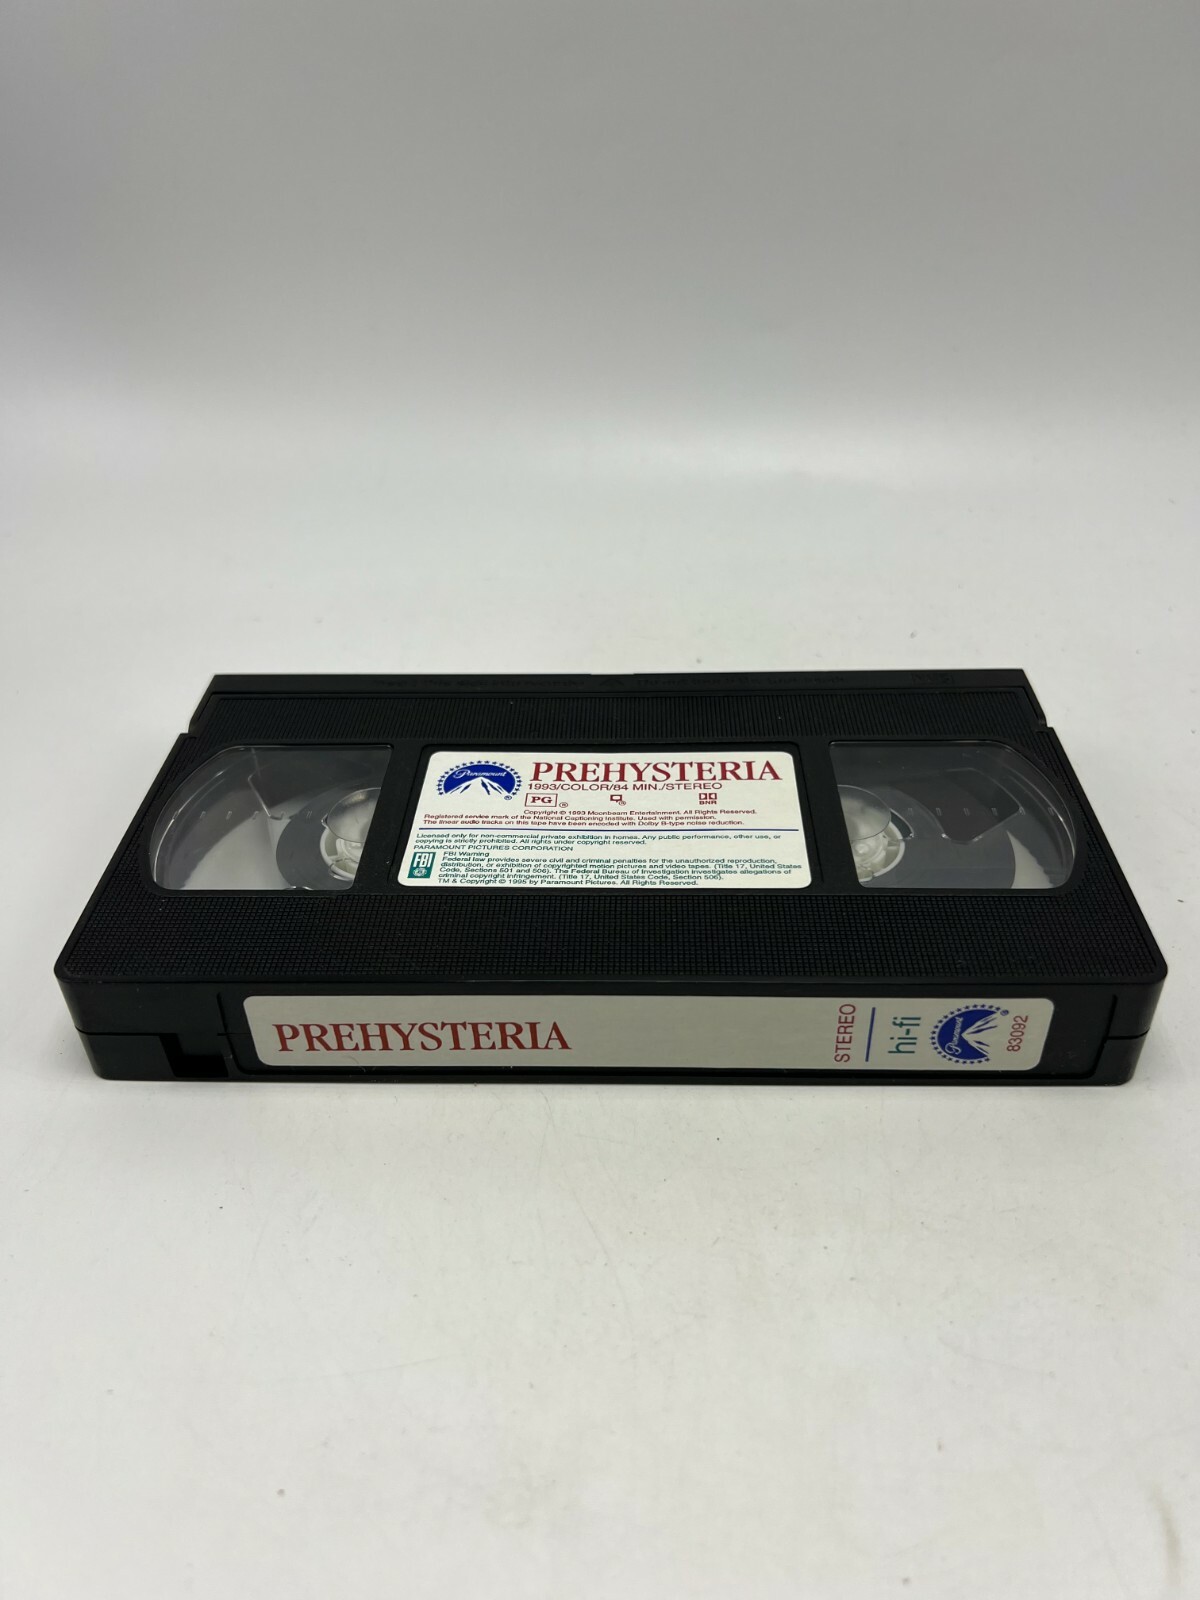 Paramount
®
PREHYSTERIA
1993/COLOR/84 MIN./STEREO
PG ®
BNR
Copyright © 1993 Moonbeam Entertainment. All Rights Reserved.
Registered service mark of the National Captioning Institute. Used with permission.
The linear audio tracks on this tape have been encoded with Dolby B-type noise reduction.
Licensed only for non-commercial private exhibition in homes. Any public performance, other use, or
copying is strictly prohibited. All rights under copyright reserved.
PARAMOUNT PICTURES CORPORATION
FBI
FBI Warning
Federal law provides severe civil and criminal penalties for the unauthorized reproduction,
distribution, or exhibition of copyrighted motion pictures and video tapes. (Title 17, United States
Code, Sections 501 and 506). The Federal Bureau of Investigation investigates allegations of
criminal copyright infringement. (Title 17, United States Code, Section 506).
TM & Copyright © 1995 by Paramount Pictures. All Rights Reserved.
PREHYSTERIA
STEREO
hi-fi
Paramount
®
83092